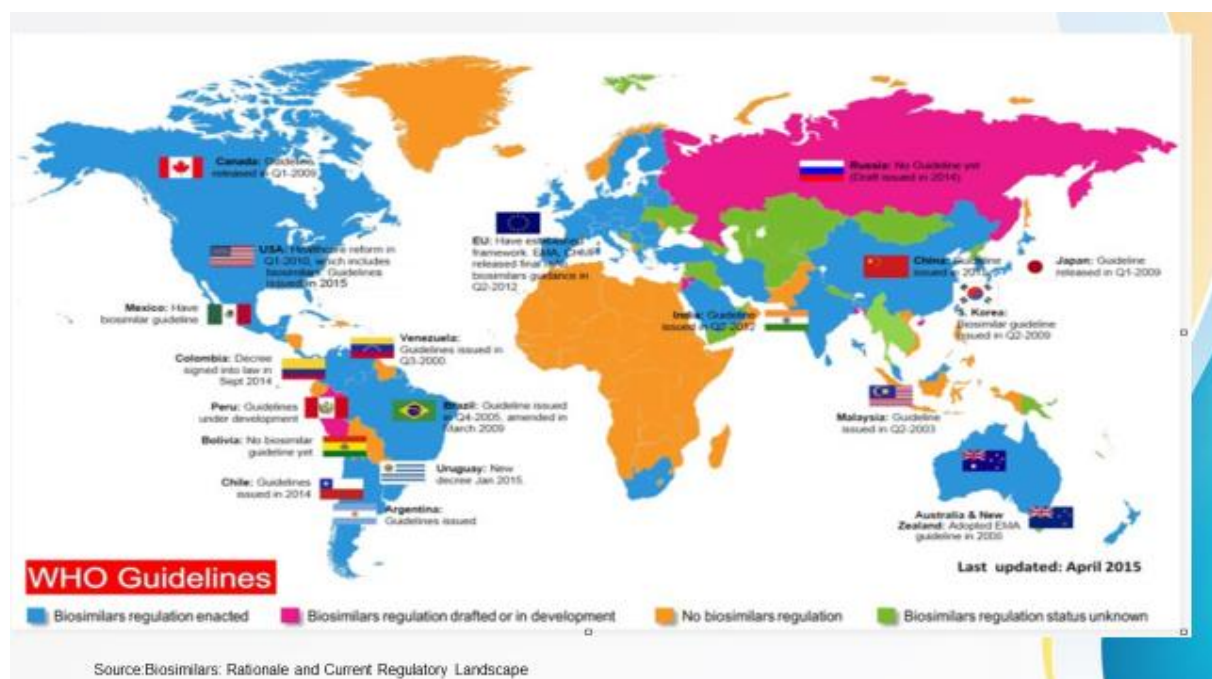 Canada: Guideline
released in Q1-2009
USA: Healthcare reform in
Q1-2010, which includes
biosimilars. Guidelines
issued in 2015
Mexico: Have
biosimilar guideline
Colombia: Decree
signed into law in
Sept 2014
Venezuela:
Guidelines issued in
Q3-2000
Peru: Guidelines
under development
Brazil: Guideline issued
in Q4-2005, amended in
March 2009
Bolivia: No biosimilar
guideline yet
Uruguay: New
decree Jan 2015
Chile: Guidelines
issued in 2014
Argentina:
Guidelines issued
EU: Have established
framework. EMA, CHMP
released final
biosimilars guidance in
Q2-2012
Russia: No Guideline yet
(Draft issued in 2014)
China: Guideline
issued in
Japan: Guideline
released in Q1-2009
S. Korea:
Biosimilar guideline
issued in Q2-2009
India: Guideline
issued in Q2-2012
Malaysia: Guideline
issued in Q2-2003
Australia & New
Zealand: Adopted EMA
guideline in
Last updated: April 2015
WHO Guidelines
Biosimilars regulation enacted
Biosimilars regulation drafted or in development
No biosimilars regulation
Biosimilars regulation status unknown
Source:Biosimilars: Rationale and Current Regulatory Landscape